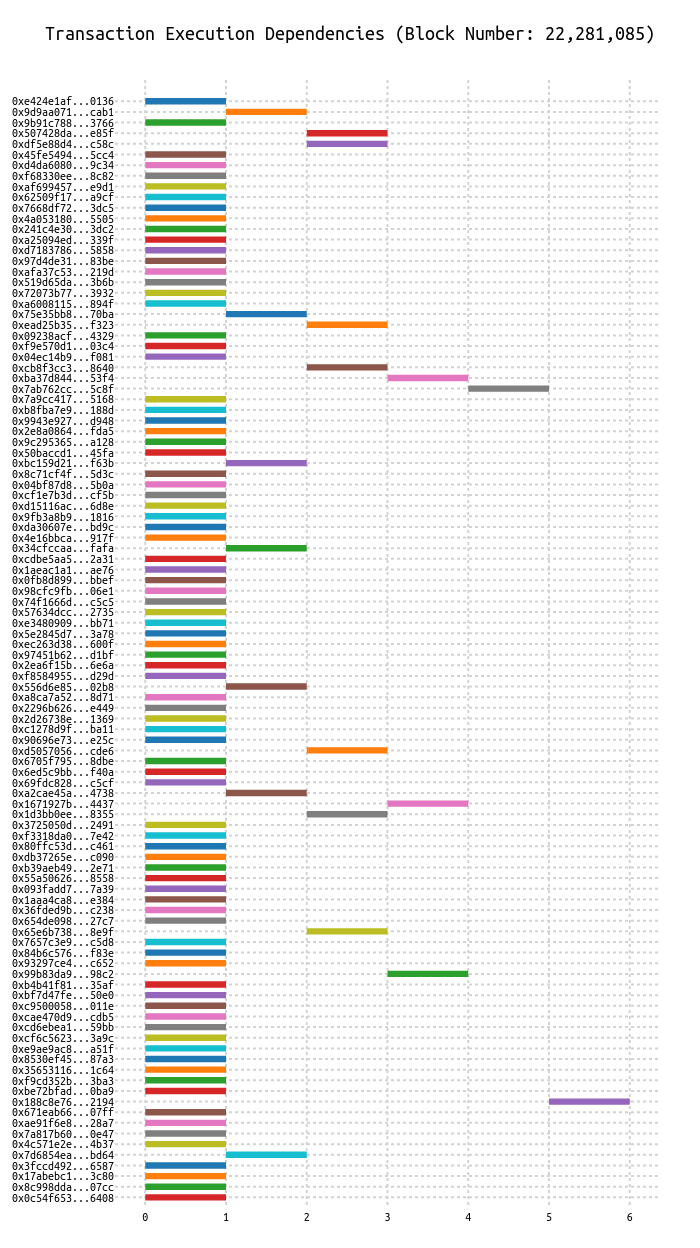 Transaction Execution Dependencies (Block Number: 22,281,085)
0xe424e1af...0136
0x9d9aa071...cab1
0x9b91c788...3766
0x507428da...e85f
0xdf5e88d4...c58c
0x45fe5494...5cc4
0xd4da6080...9c34
0xf68330ee...8c82
0xaf699457...e9d1
0x62509f17...a9cf
0x7668df72...3dc5
0x4a053180...5505
0x241c4e30...3dc2
0xa25094ed...339f
0xd7183786...5858
0x97d4de31...83be
0xafa37c53...219d
0x519d65da...3b6b
0x72073b77...3932
0xa6008115...894f
0x75e35bb8...70ba
0xead25b35...f323
0x09238acf...4329
0xf9e570d1...03c4
0x04ec14b9...f081
0xcb8f3cc3...8640
0xba37d844...53f4
0x7ab762cc...5c8f
0x7a9cc417...5168
0xb8fba7e9...188d
0x9943e927...d948
0x2e8a0864...fda5
0x9c295365...a128
0x50baccd1...45fa
0xbc159d21...f63b
0x8c71cf4f...5d3c
0x04bf87d8...5b0a
0xcf1e7b3d...cf5b
0xd15116ac...6d8e
0x9fb3a8b9...1816
0xda30607e...bd9c
0x4e16bbca...917f
0x34cfccaa...fafa
0xcdbe5aa5...2a31
0x1aeac1a1...ae76
0x0fb8d899...bbef
0x98cfc9fb...06e1
0x74f1666d...c5c5
0x57634dcc...2735
0xe3480909...bb71
0x5e2845d7...3a78
0xec263d38...600f
0x97451b62...d1bf
0x2ea6f15b...6e6a
0xf8584955...d29d
0x556d6e85...02b8
0xa8ca7a52...8d71
0x2296b626...e449
0x2d26738e...1369
0xc1278d9f...ba11
0x90696e73...e25c
0xd5057056...cde6
0x6705f795...8dbe
0x6ed5c9bb...f40a
0x69fdc828...c5cf
0xa2cae45a...4738
0x1671927b...4437
0x1d3bb0ee...8355
0x3725050d...2491
0xf3318da0...7e42
0x80ffc53d...c461
0xdb37265e...c090
0xb39aeb49...2e71
0x55a50626...8558
0x093fadd7...7a39
0x1aaa4ca8...e384
0x36fded9b...c238
0x654de098...27c7
0x65e6b738...8e9f
0x7657c3e9...c5d8
0x84b6c576...f83e
0x93297ce4...c652
0x99b83da9...98c2
0xb4b41f81...35af
0xbf7d47fe...50e0
0xc9500058...011e
0xcae470d9...cdb5
0xcd6ebea1...59bb
0xcf6c5623...3a9c
0xe9ae9ac8...a51f
0x8530ef45...87a3
0x35653116...1c64
0xf9cd352b...3ba3
0xbe72bfad...0ba9
0x188c8e76...2194
0x671eab66...07ff
0xae91f6e8...28a7
0x7a817b60...0e47
0x4c571e2e...4b37
0x7d6854ea...bd64
0x3fccd492...6587
0x17abebc1...3c80
0x8c998dda...07cc
0x0c54f653...6408
0 1 2 3 4 5 6